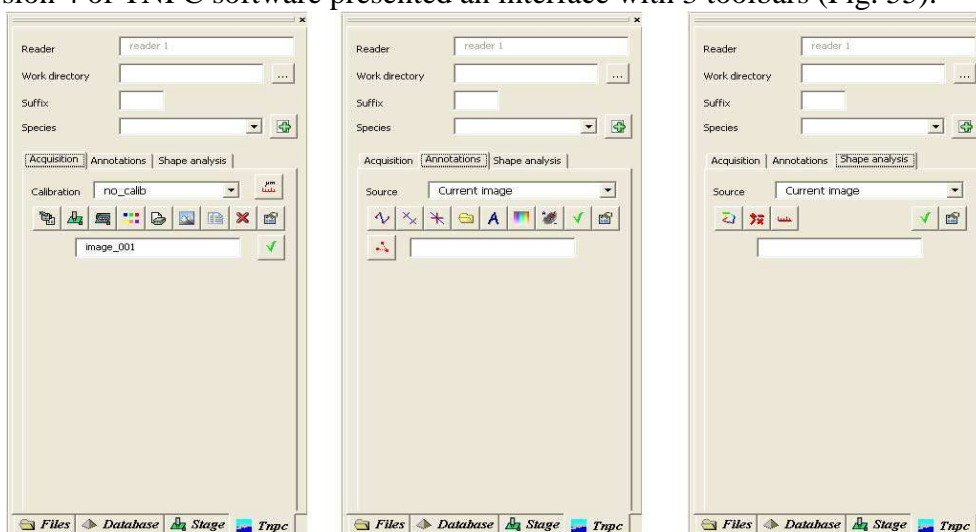 sion 4 of TNPC software presented an interface with 3 toolbars (Fig. 53).
Reader reader 1
Work directory ...
Suffix
Species
Acquisition Annotations Shape analysis
Calibration no_calib µm
image_001
Files Database Stage Tnpc
Reader reader 1
Work directory ...
Suffix
Species
Acquisition Annotations Shape analysis
Source Current image
A
Files Database Stage Tnpc
Reader reader 1
Work directory ...
Suffix
Species
Acquisition Annotations Shape analysis
Source Current image
Files Database Stage Tnpc